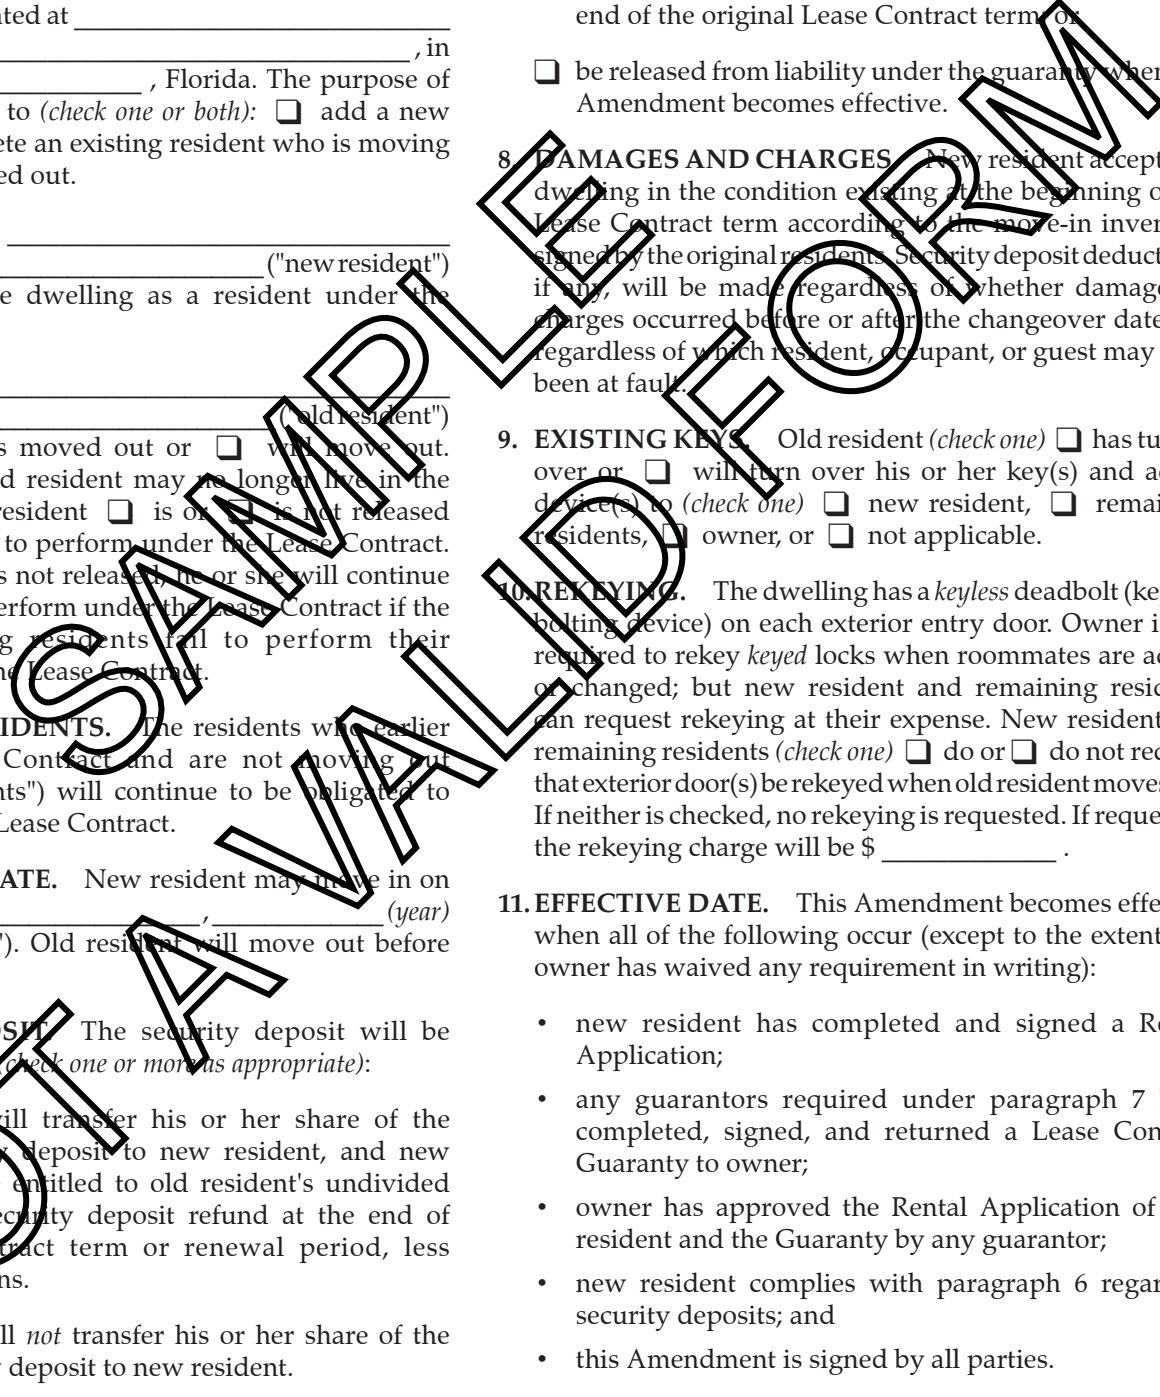 nted at ____________________________
________________________________ , in
___________ , Florida. The purpose of
to (check one or both): ❏ add a new
ete an existing resident who is moving
ed out.
__________________________________
____________________ ("new resident")
e dwelling as a resident under the
__________________________________
_____________________ ("old resident")
s moved out or ❏ will move out.
d resident may no longer live in the
resident ❏ is or ❏ is not released
to perform under the Lease Contract.
s not released, he or she will continue
erform under the Lease Contract if the
g residents fail to perform their
he Lease Contract.
IDENTS. The residents who earlier
Contract and are not moving out
nts") will continue to be obligated to
Lease Contract.
ATE. New resident may move in on
________________ , _____________ (year)
"). Old resident will move out before
OSIT. The security deposit will be
(check one or more as appropriate):
will transfer his or her share of the
y deposit to new resident, and new
entitled to old resident's undivided
ecurity deposit refund at the end of
tract term or renewal period, less
ns.
ll not transfer his or her share of the
y deposit to new resident.
end of the original Lease Contract term; or
❏ be released from liability under the guaranty when
Amendment becomes effective.
8. DAMAGES AND CHARGES. New resident accept
dwelling in the condition existing at the beginning o
Lease Contract term according to the move-in inver
signed by the original residents. Security deposit deduct
if any, will be made regardless of whether damage
charges occurred before or after the changeover date
regardless of which resident, occupant, or guest may
been at fault.
9. EXISTING KEYS. Old resident (check one) ❏ has tu
over or ❏ will turn over his or her key(s) and a
device(s) to (check one) ❏ new resident, ❏ remai
residents, ❏ owner, or ❏ not applicable.
10. REKEYING. The dwelling has a keyless deadbolt (key
bolting device) on each exterior entry door. Owner i
required to rekey keyed locks when roommates are a
or changed; but new resident and remaining resid
can request rekeying at their expense. New resident
remaining residents (check one) ❏ do or ❏ do not rec
that exterior door(s) be rekeyed when old resident moves
If neither is checked, no rekeying is requested. If reque
the rekeying charge will be $ _____________ .
11. EFFECTIVE DATE. This Amendment becomes effe
when all of the following occur (except to the extent
owner has waived any requirement in writing):
• new resident has completed and signed a Re
Application;
• any guarantors required under paragraph 7
completed, signed, and returned a Lease Con
Guaranty to owner;
• owner has approved the Rental Application of
resident and the Guaranty by any guarantor;
• new resident complies with paragraph 6 regar
security deposits; and
• this Amendment is signed by all parties.
SAMPLE
OT A VALID FORM